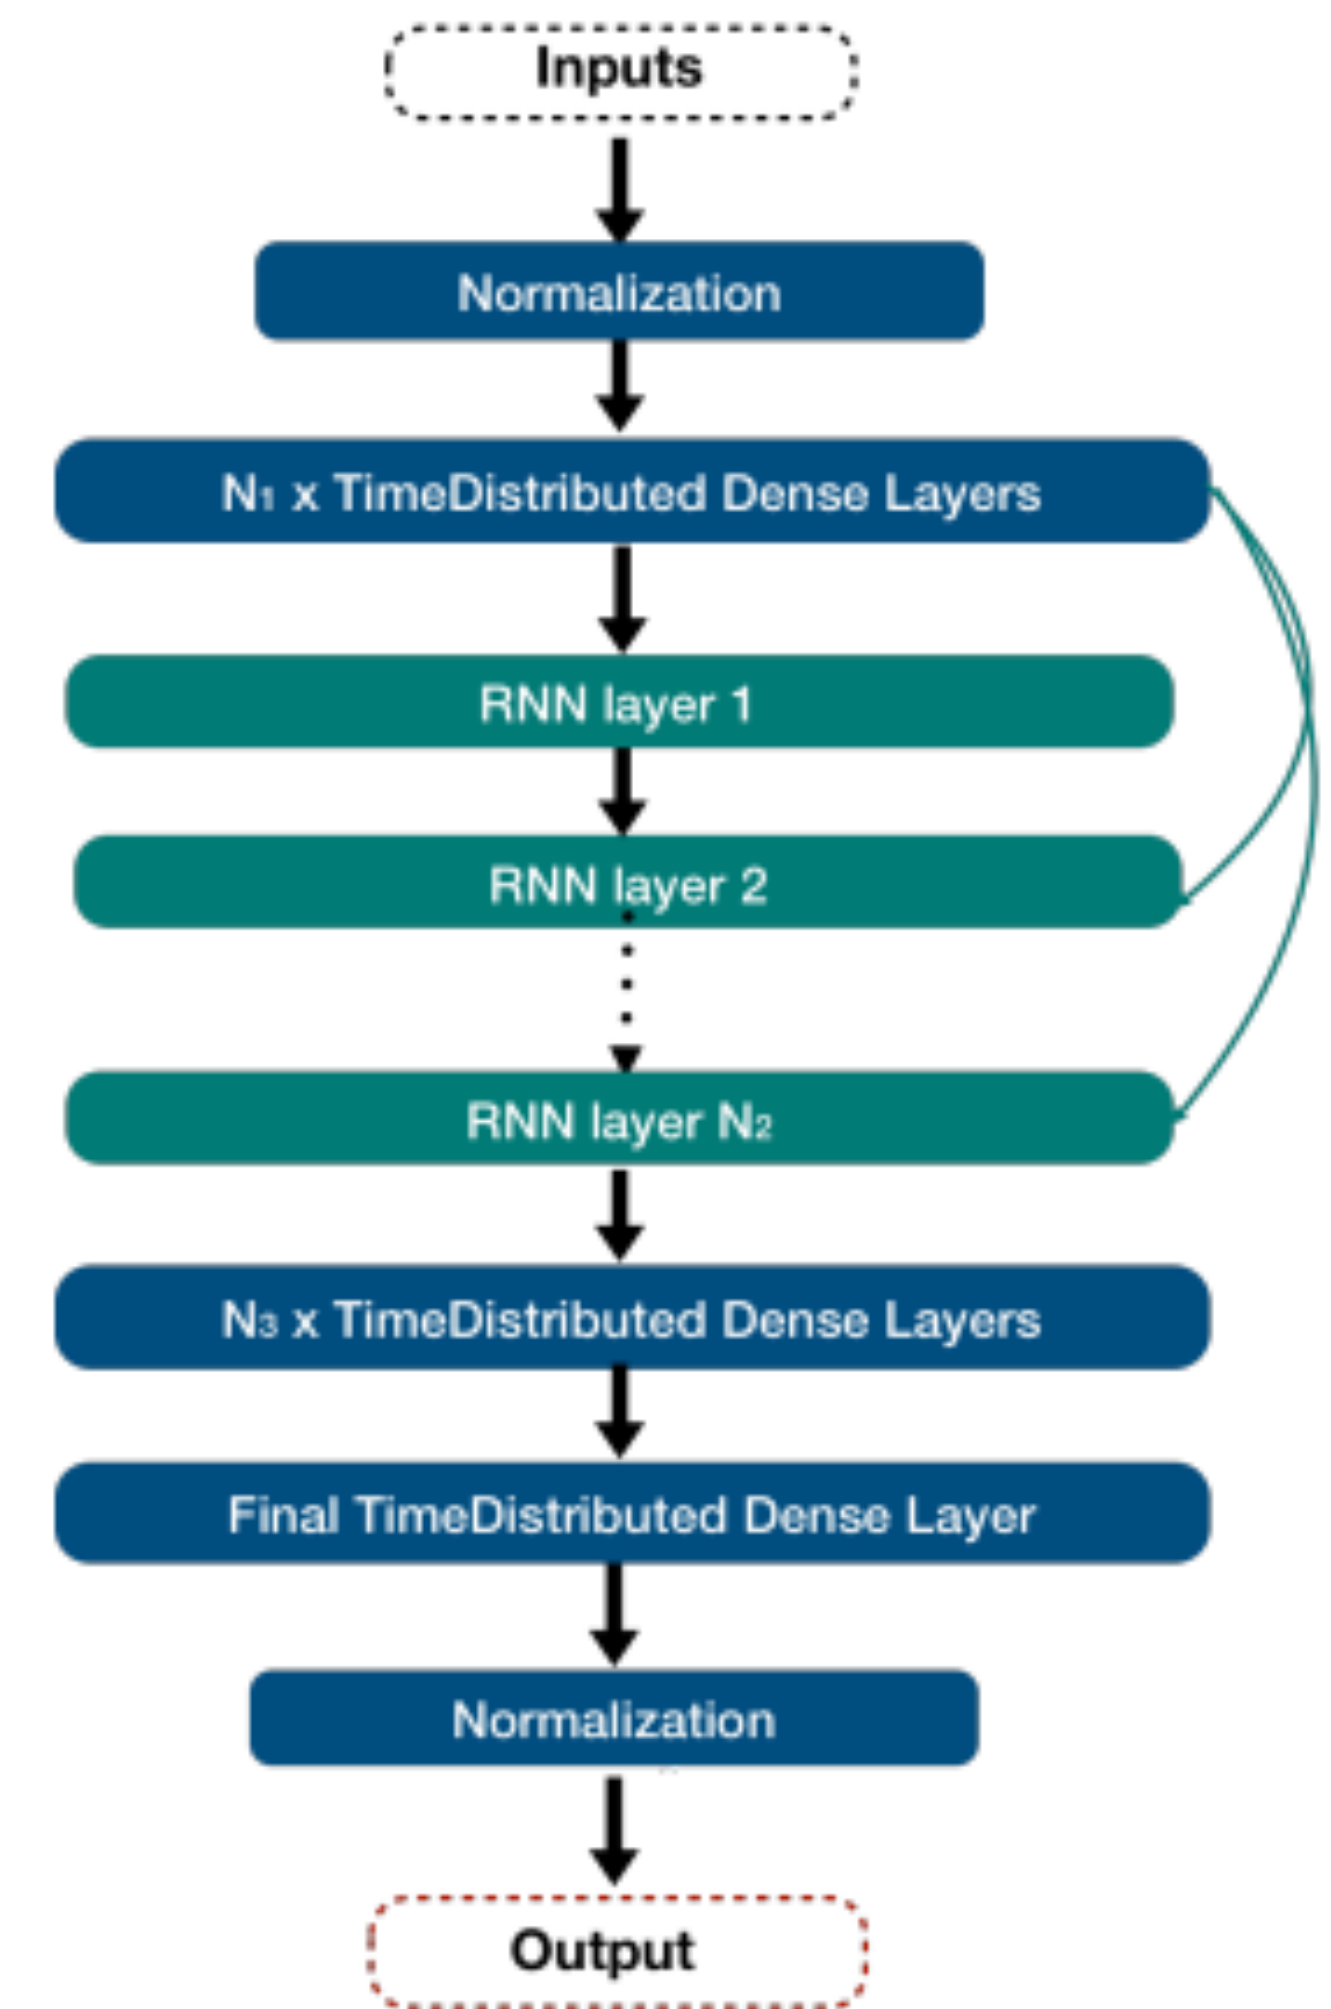 Inputs
Normalization
N₁ x TimeDistributed Dense Layers
RNN layer 1
RNN layer 2
RNN layer N₂
N₃ x TimeDistributed Dense Layers
Final TimeDistributed Dense Layer
Normalization
Output